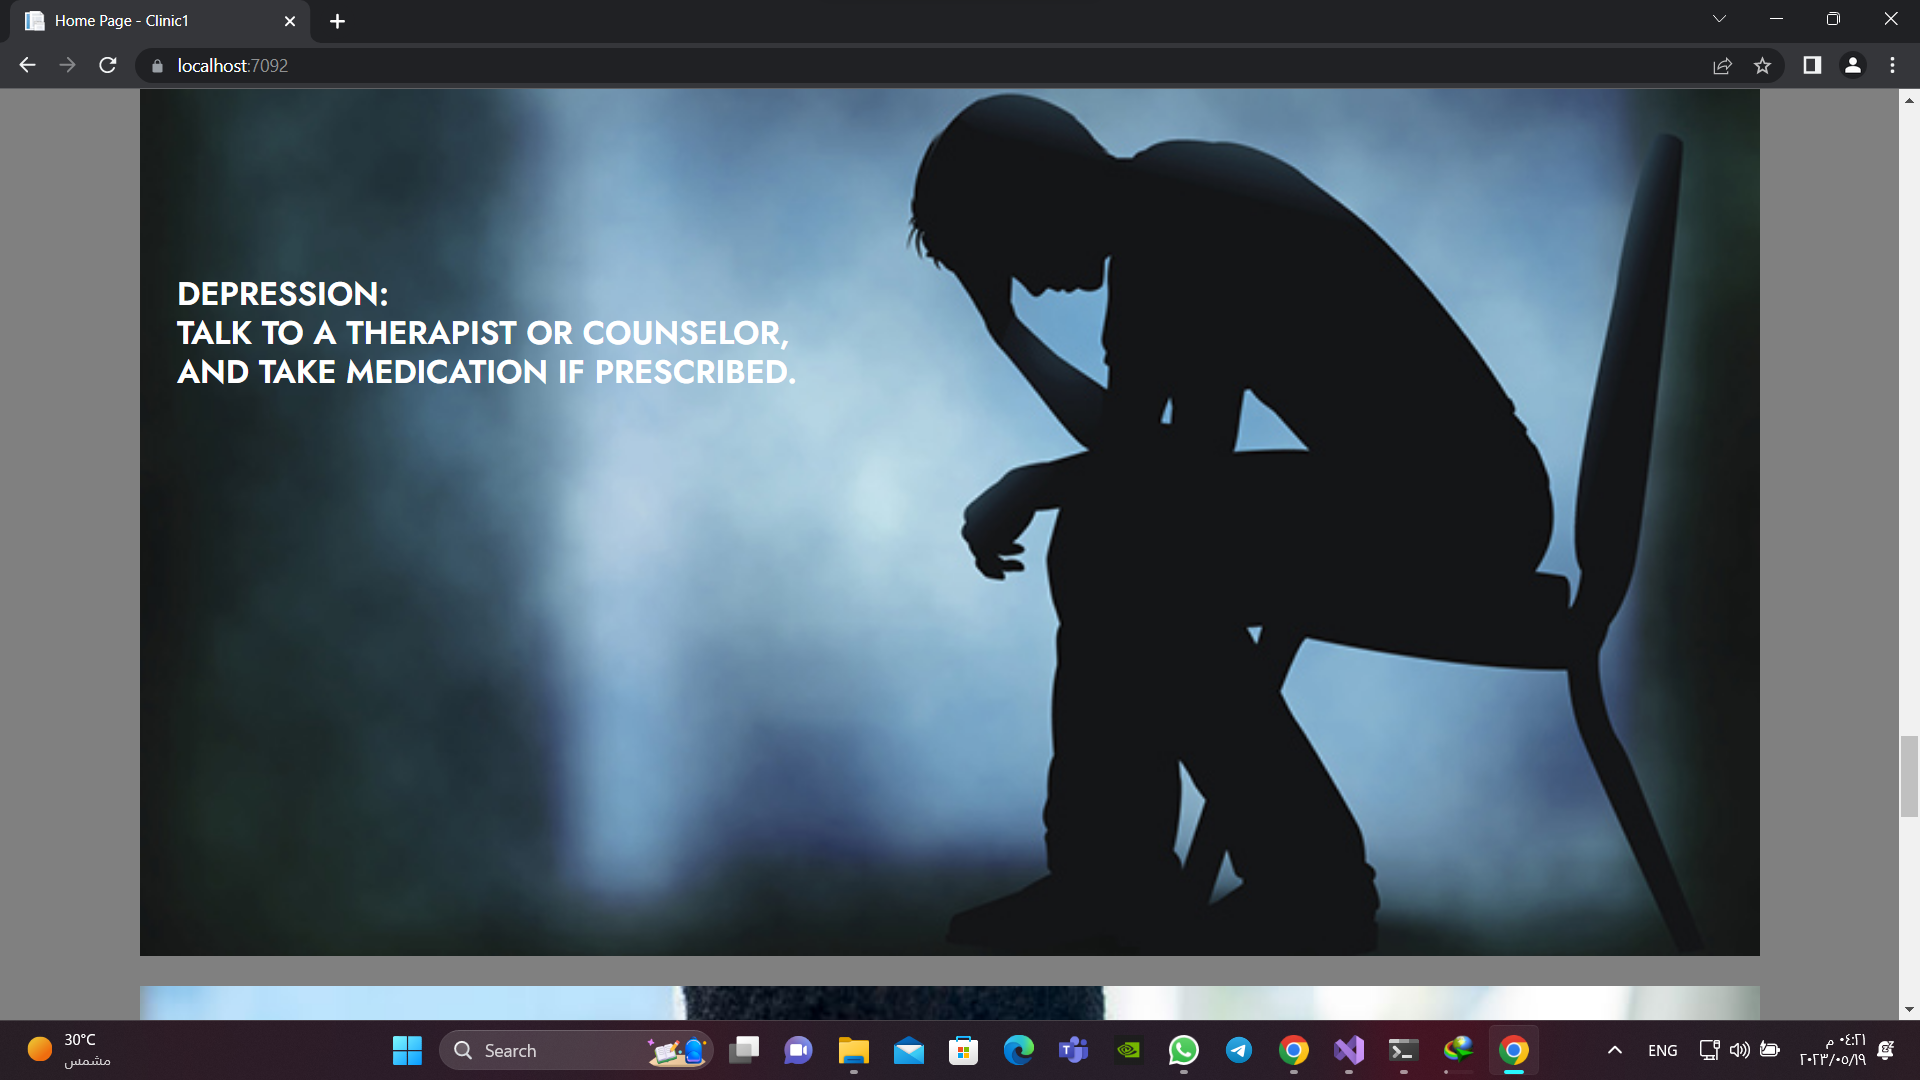 Home Page - Clinic1
localhost:7092
DEPRESSION:
TALK TO A THERAPIST OR COUNSELOR,
AND TAKE MEDICATION IF PRESCRIBED.
30°C
مشمس
Search
ENG
٠٤:٢١ م
٢٠٢٣/٠٥/١٩